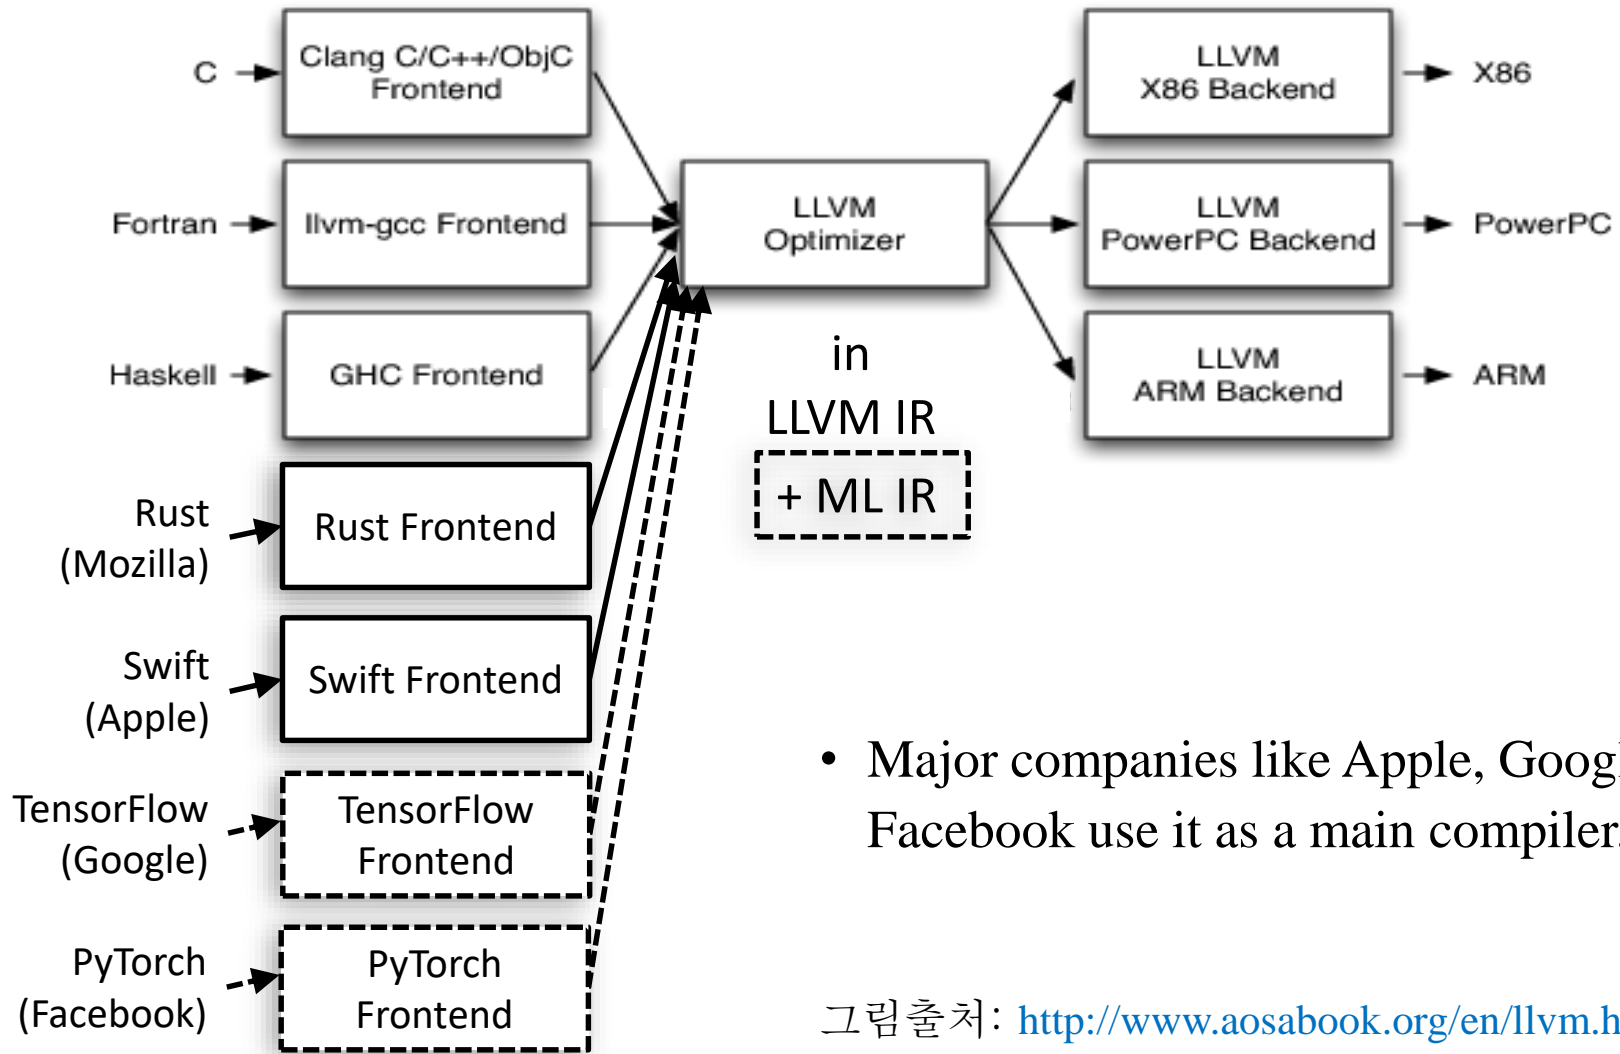 C
Clang C/C++/ObjC
Frontend
Fortran
llvm-gcc Frontend
Haskell
GHC Frontend
Rust
(Mozilla)
Rust Frontend
Swift
(Apple)
Swift Frontend
TensorFlow
(Google)
TensorFlow
Frontend
PyTorch
(Facebook)
PyTorch
Frontend
LLVM
Optimizer
in
LLVM IR
+ ML IR
LLVM
X86 Backend
X86
LLVM
PowerPC Backend
PowerPC
LLVM
ARM Backend
ARM
• Major companies like Apple,
Facebook use it as a main compiler.
그림출처: http://www.aosabook.org/en/llvm.h